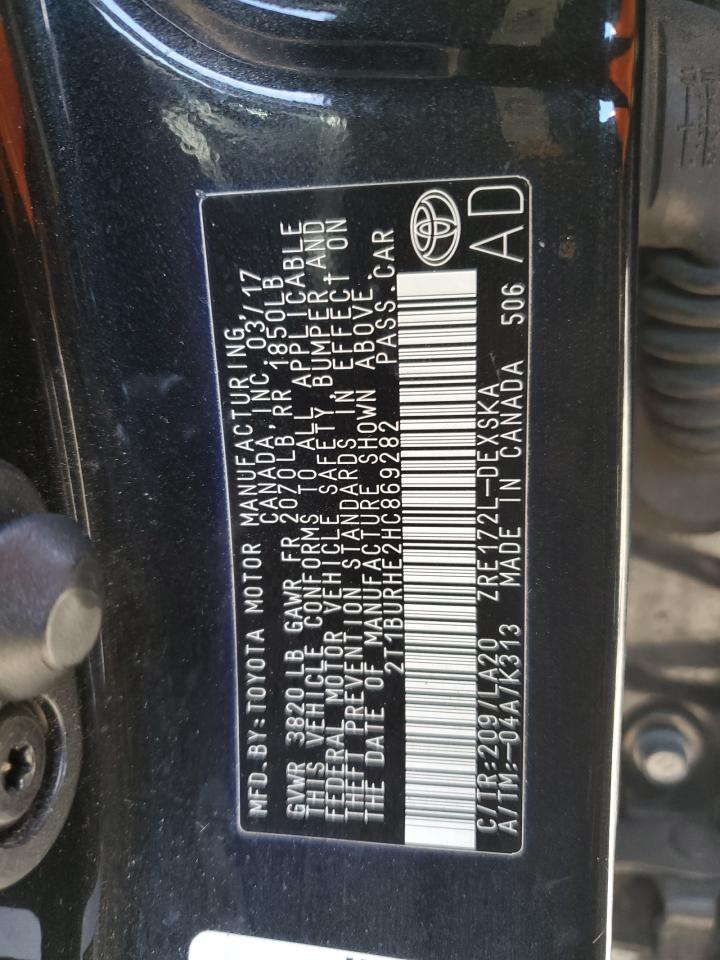 MFD.BY:TOYOTA MOTOR MANUFACTURING,
CANADA,INC. 03/17
GVWR 3820LB GAWR FR 2070LB RR 1850LB
THIS VEHICLE CONFORMS TO ALL APPLICABLE
FEDERAL MOTOR VEHICLE SAFETY, BUMPER, AND
THEFT PREVENTION STANDARDS IN EFFECT ON
THE DATE OF MANUFACTURE SHOWN ABOVE.
2T1BURHE2HC869282 PASS.CAR
C/TR:209/LA20 ZRE172L-DEXSKA
A/TM:-04A/K313 MADE IN CANADA 506
AD